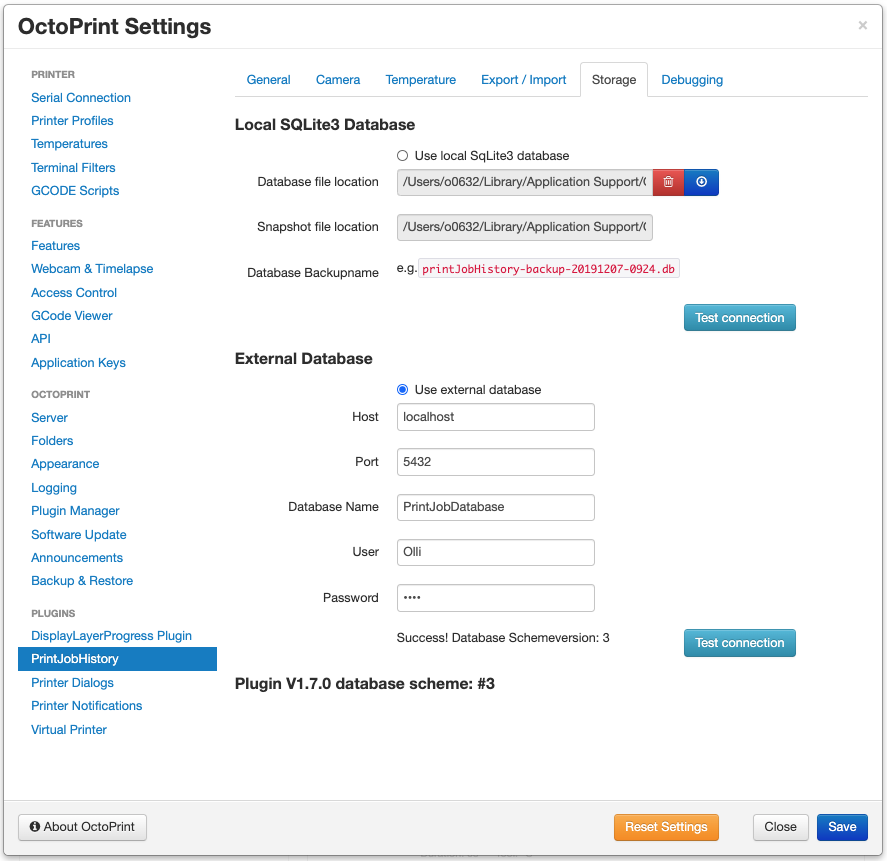 OctoPrint Settings
×
PRINTER
Serial Connection
Printer Profiles
Temperatures
Terminal Filters
GCODE Scripts
FEATURES
Features
Webcam & Timelapse
Access Control
GCode Viewer
API
Application Keys
OCTOPRINT
Server
Folders
Appearance
Logging
Plugin Manager
Software Update
Announcements
Backup & Restore
PLUGINS
DisplayLayerProgress Plugin
PrintJobHistory
Printer Dialogs
Printer Notifications
Virtual Printer
General Camera Temperature Export / Import Storage Debugging
Local SQLite3 Database
Use local SqLite3 database
Database file location /Users/o0632/Library/Application Support/
Snapshot file location /Users/o0632/Library/Application Support/
Database Backupname e.g. printJobHistory-backup-20191207-0924.db
Test connection
External Database
Use external database
Host localhost
Port 5432
Database Name PrintJobDatabase
User Olli
Password ••••
Success! Database Schemeversion: 3 Test connection
Plugin V1.7.0 database scheme: #3
About OctoPrint Reset Settings Close Save